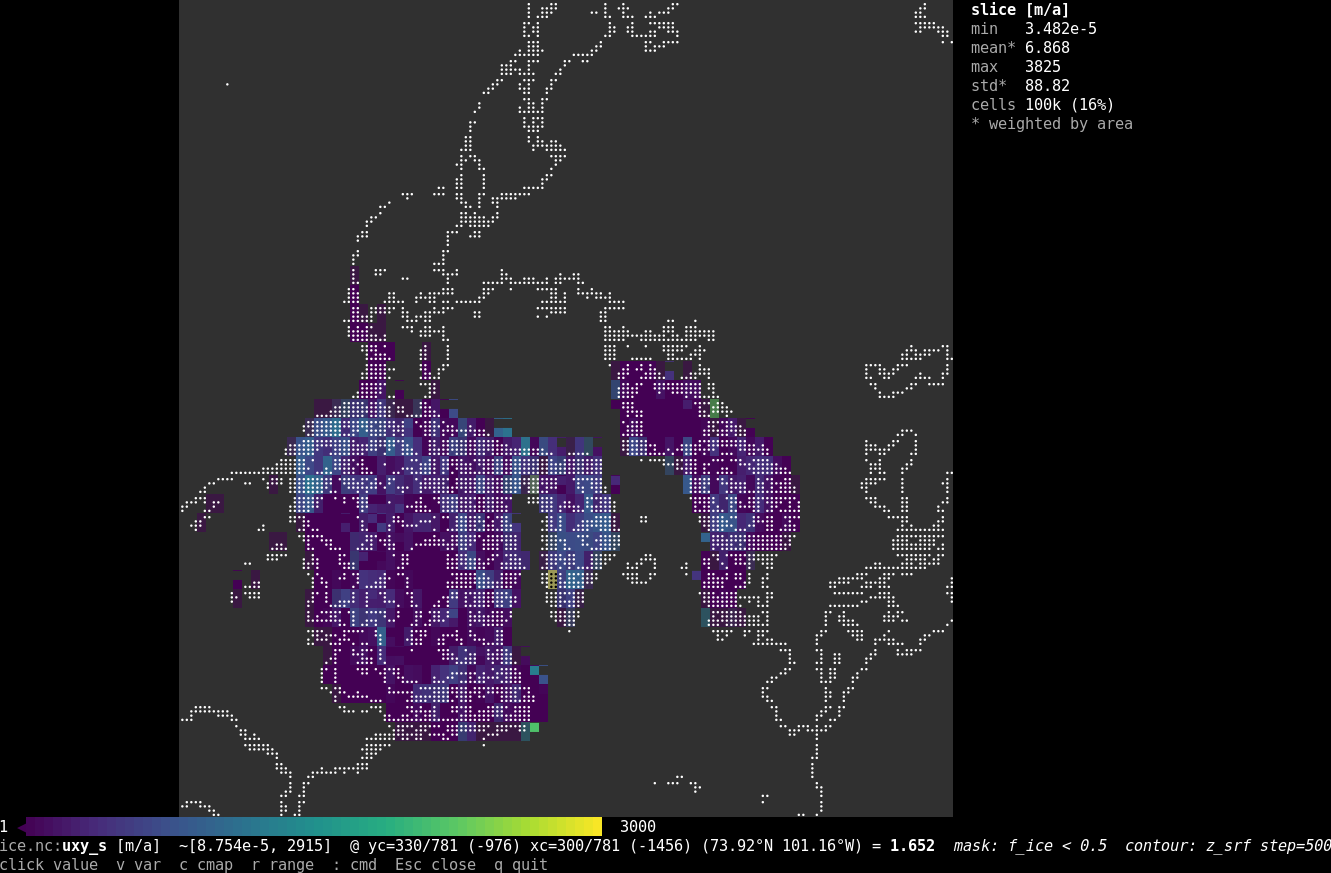 slice [m/a]
min 3.482e-5
mean* 6.868
max 3825
std* 88.82
cells 100k (16%)
* weighted by area
1 3000
ice.nc:uxy_s [m/a] ~[8.754e-5, 2915] @ yc=330/781 (-976) xc=300/781 (-1456) (73.92°N 101.16°W) = 1.652 mask: f_ice < 0.5 contour: z_srf step=500
click value v var c cmap r range : cmd Esc close q quit